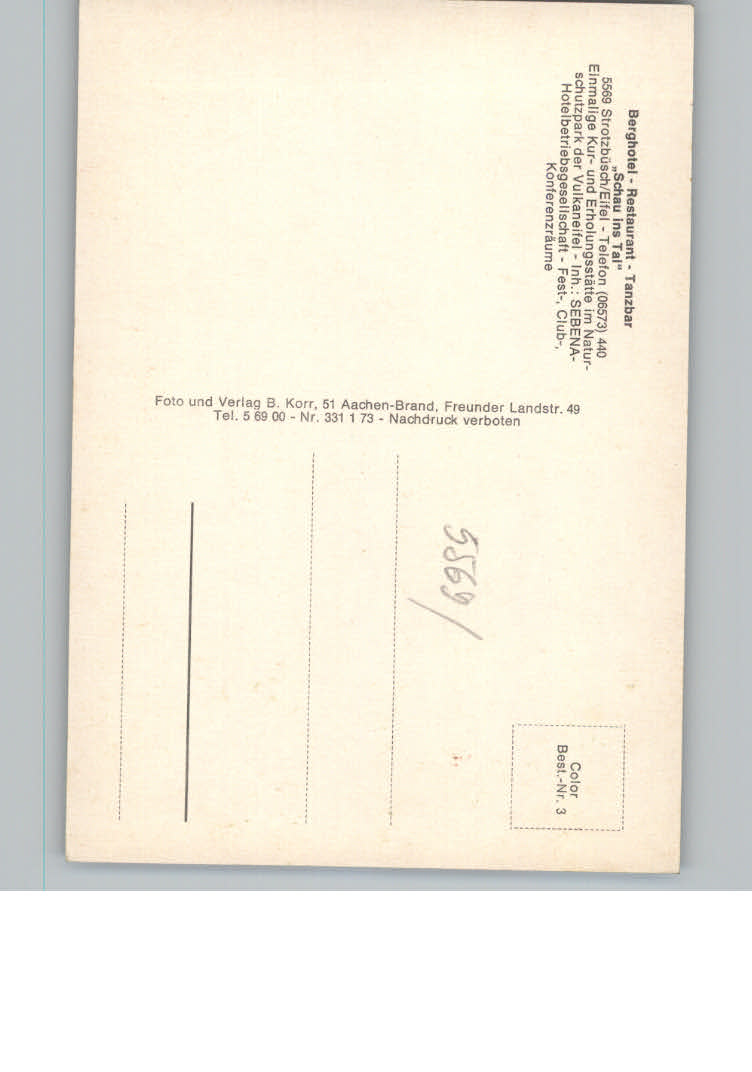 Berghotel - Restaurant - Tanzbar
„Schau ins Tal“
5569 Strotzbüsch/Eifel - Telefon (06573) 440
Einmalige Kur- und Erholungsstätte im Natur-
schutzpark der Vulkaneifel - Inh.: SEBENA-
Hotelbetriebsgesellschaft - Fest-, Club-,
Konferenzräume
Foto und Verlag B. Korr, 51 Aachen-Brand, Freunder Landstr. 49
Tel. 5 69 00 - Nr. 331 1 73 - Nachdruck verboten
5569/
Color
Best.-Nr. 3